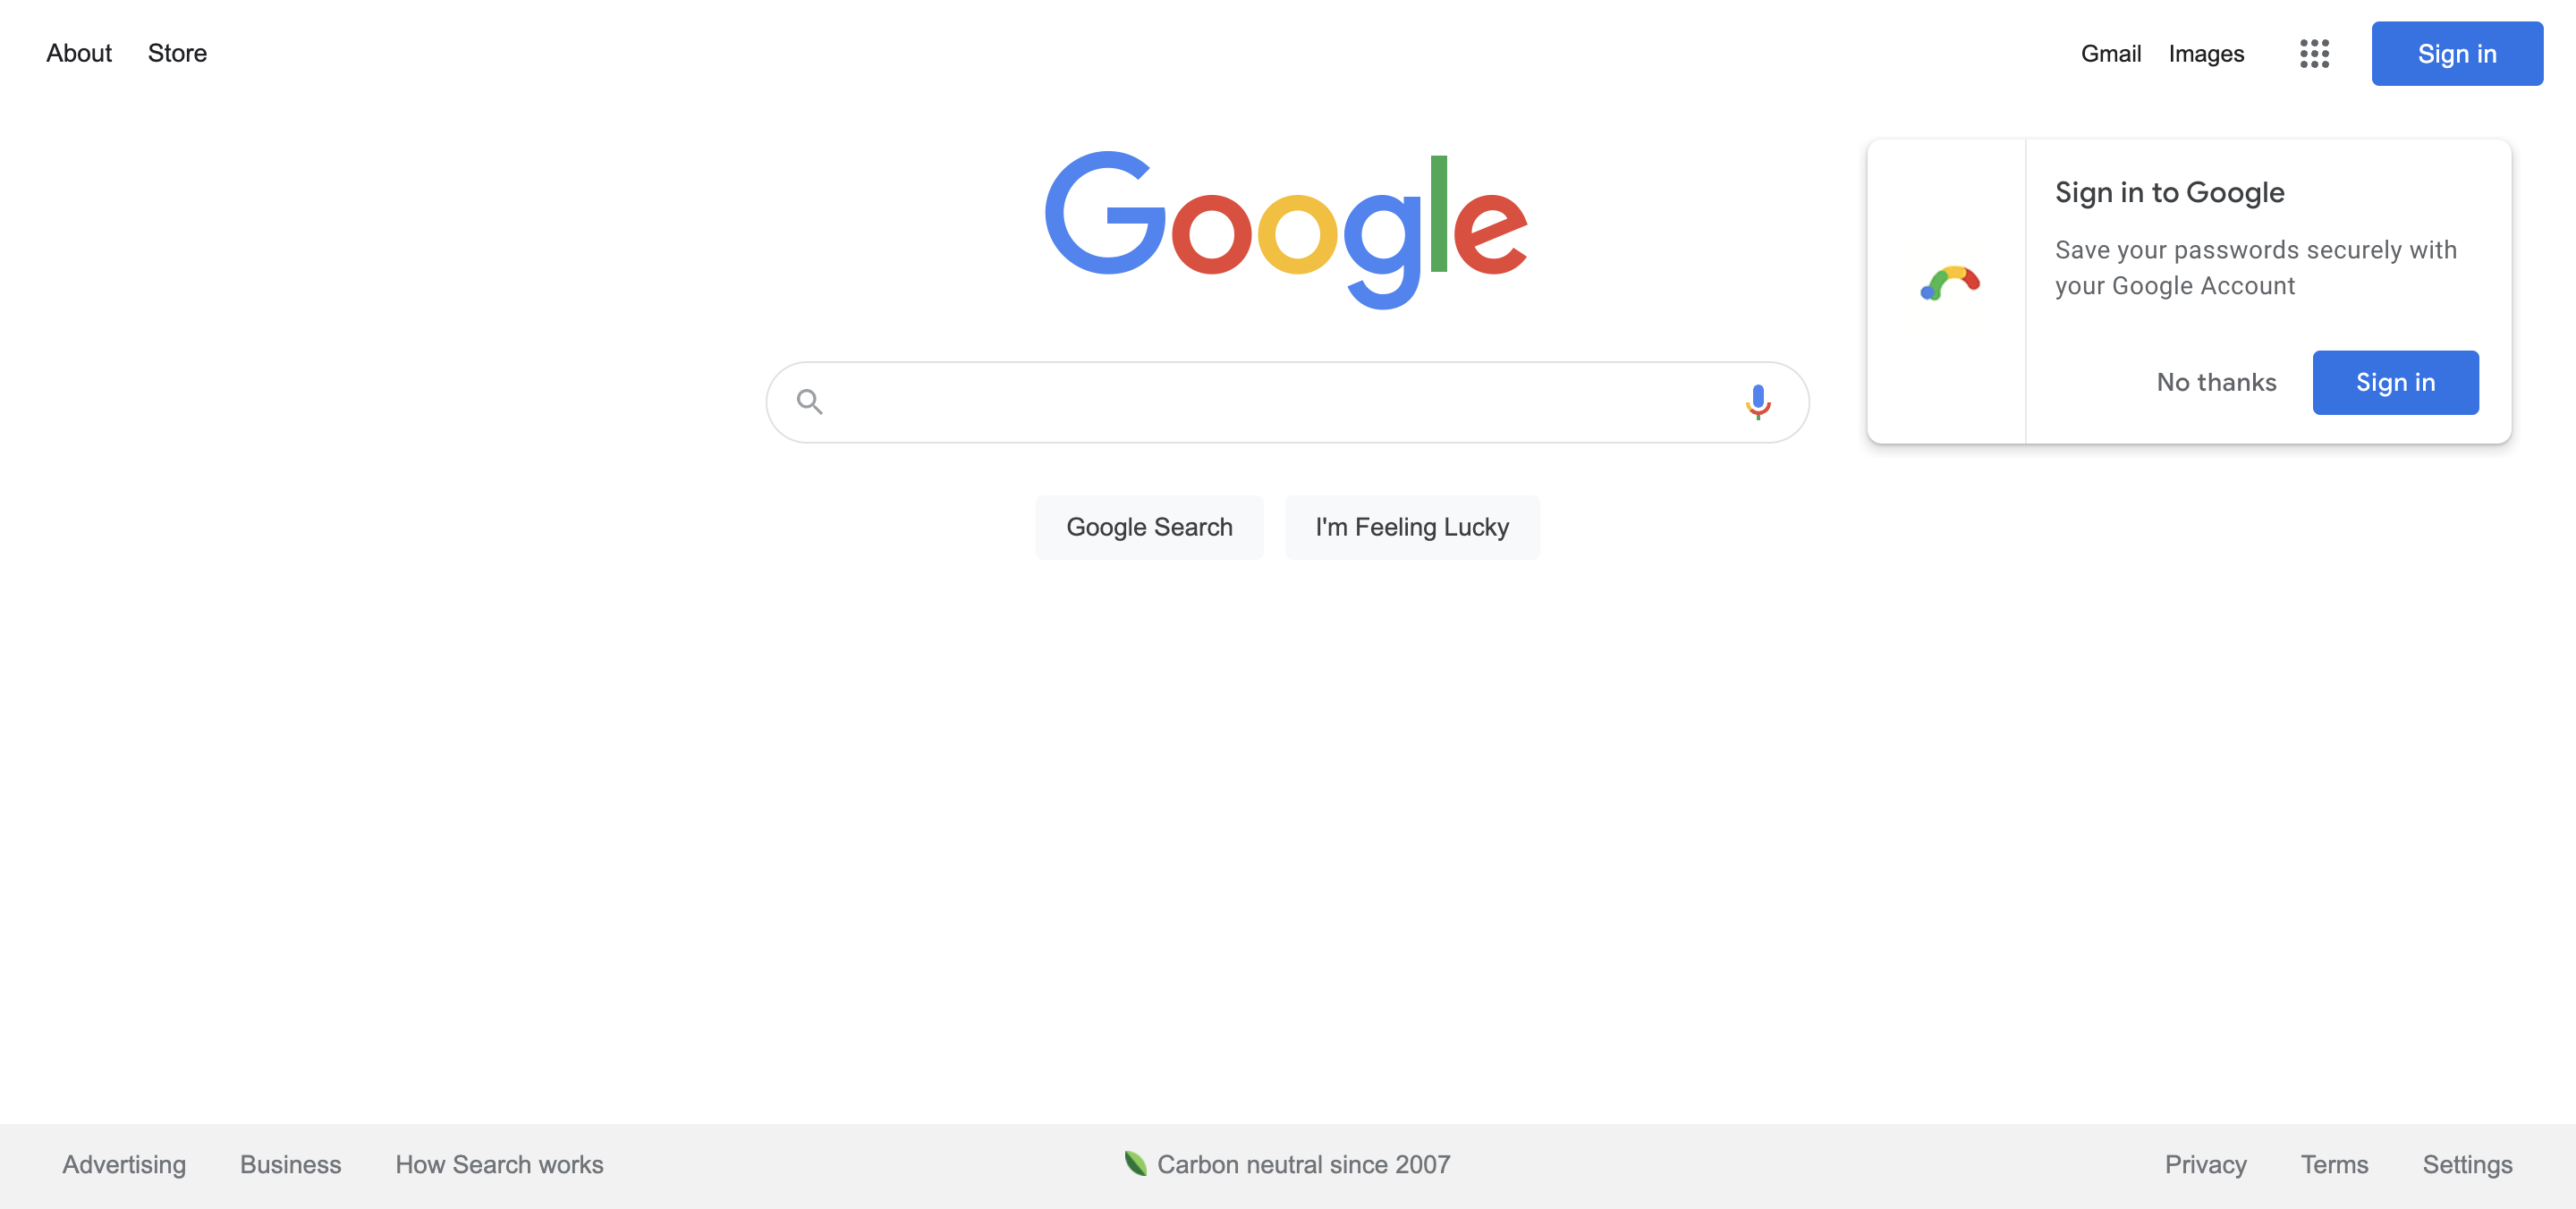 About Store
Gmail Images Sign in
Google
Sign in to Google
Save your passwords securely with
your Google Account
No thanks Sign in
Google Search I'm Feeling Lucky
Advertising Business How Search works
Carbon neutral since 2007
Privacy Terms Settings